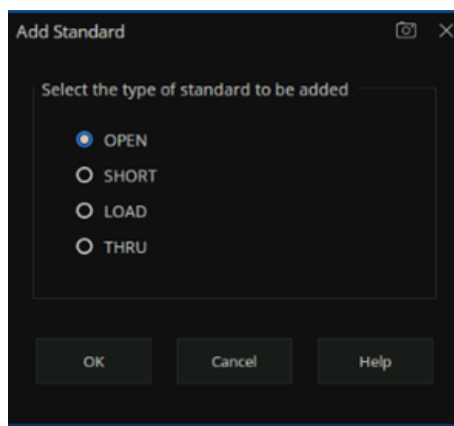 Add Standard
Select the type of standard to be added
OPEN
SHORT
LOAD
THRU
OK Cancel Help